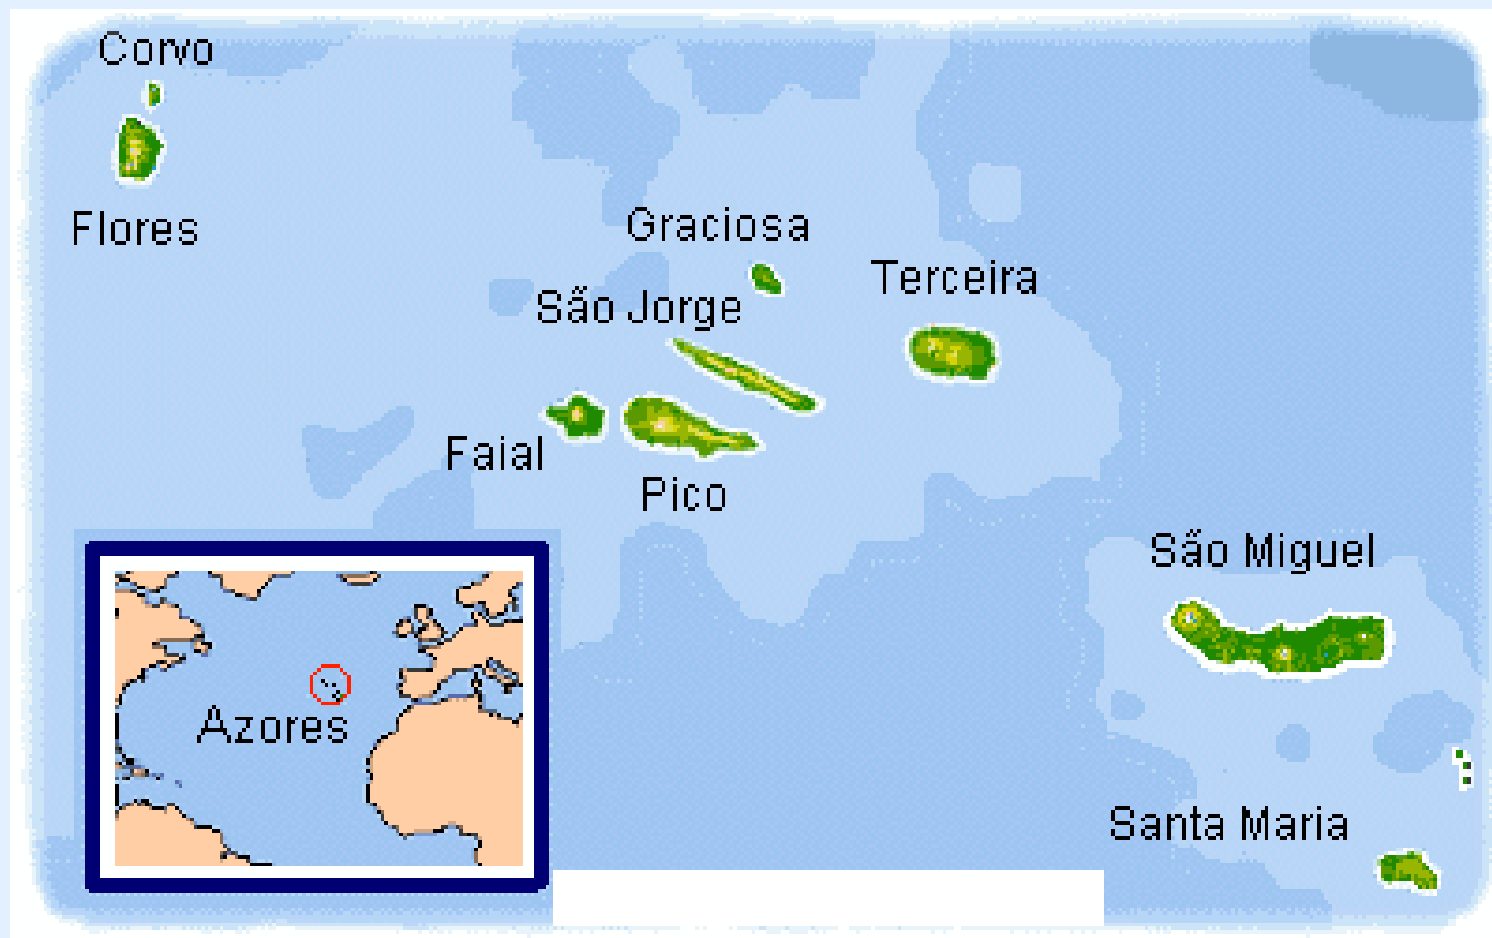 Corvo
Flores
Graciosa
Terceira
São Jorge
Faial
Pico
São Miguel
Azores
Santa Maria